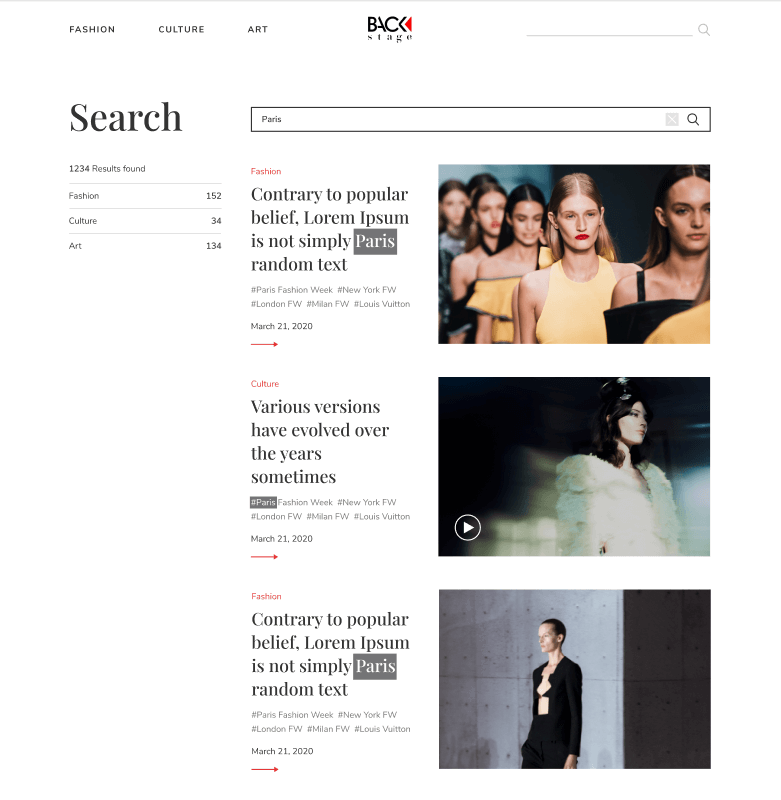 FASHION CULTURE ART
BACK
stage
Search
Paris
1234 Results found
Fashion 152
Culture 34
Art 134
Fashion
Contrary to popular
belief, Lorem Ipsum
is not simply Paris
random text
#Paris Fashion Week #New York FW
#London FW #Milan FW #Louis Vuitton
March 21, 2020
Culture
Various versions
have evolved over
the years
sometimes
#Paris Fashion Week #New York FW
#London FW #Milan FW #Louis Vuitton
March 21, 2020
Fashion
Contrary to popular
belief, Lorem Ipsum
is not simply Paris
random text
#Paris Fashion Week #New York FW
#London FW #Milan FW #Louis Vuitton
March 21, 2020